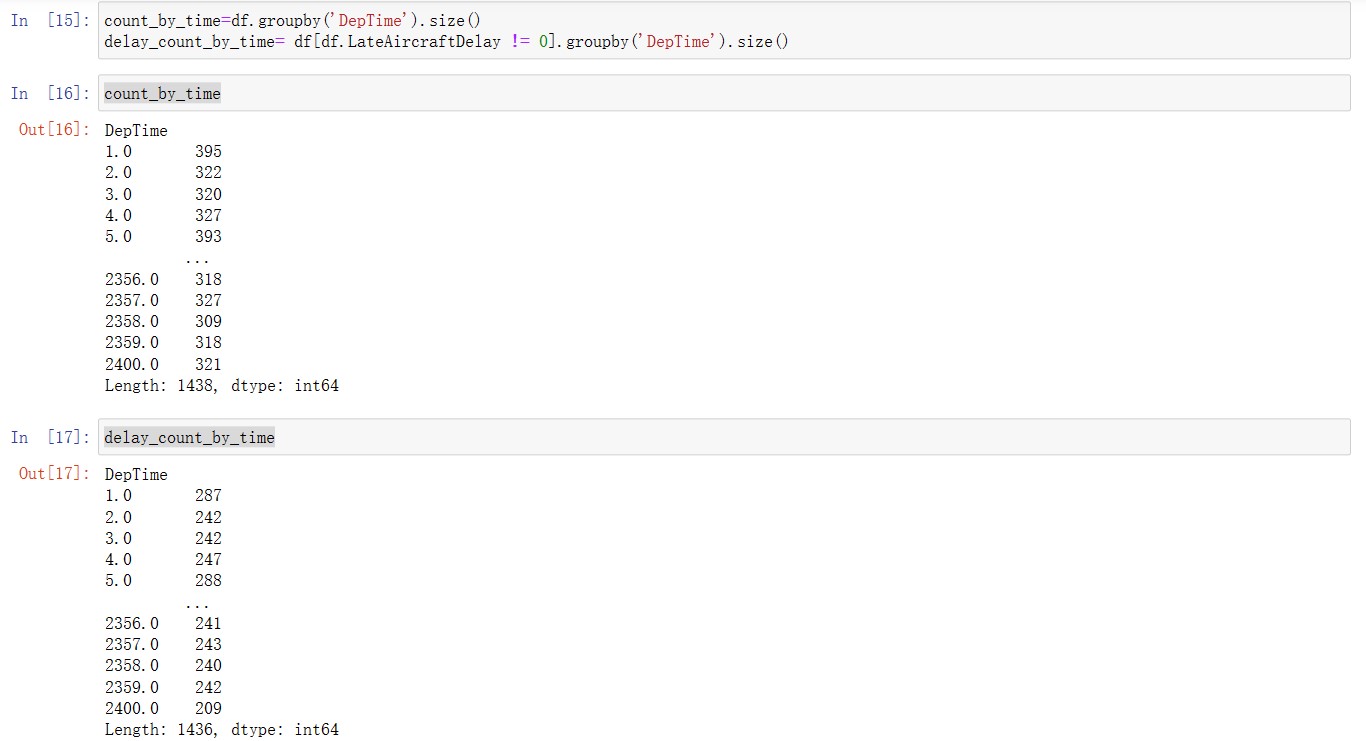 In [15]: count_by_time=df.groupby('DepTime').size()
delay_count_by_time= df[df.LateAircraftDelay != 0].groupby('DepTime').size()
In [16]: count_by_time
Out[16]: DepTime
1.0 395
2.0 322
3.0 320
4.0 327
5.0 393
...
2356.0 318
2357.0 327
2358.0 309
2359.0 318
2400.0 321
Length: 1438, dtype: int64
In [17]: delay_count_by_time
Out[17]: DepTime
1.0 287
2.0 242
3.0 242
4.0 247
5.0 288
...
2356.0 241
2357.0 243
2358.0 240
2359.0 242
2400.0 209
Length: 1436, dtype: int64